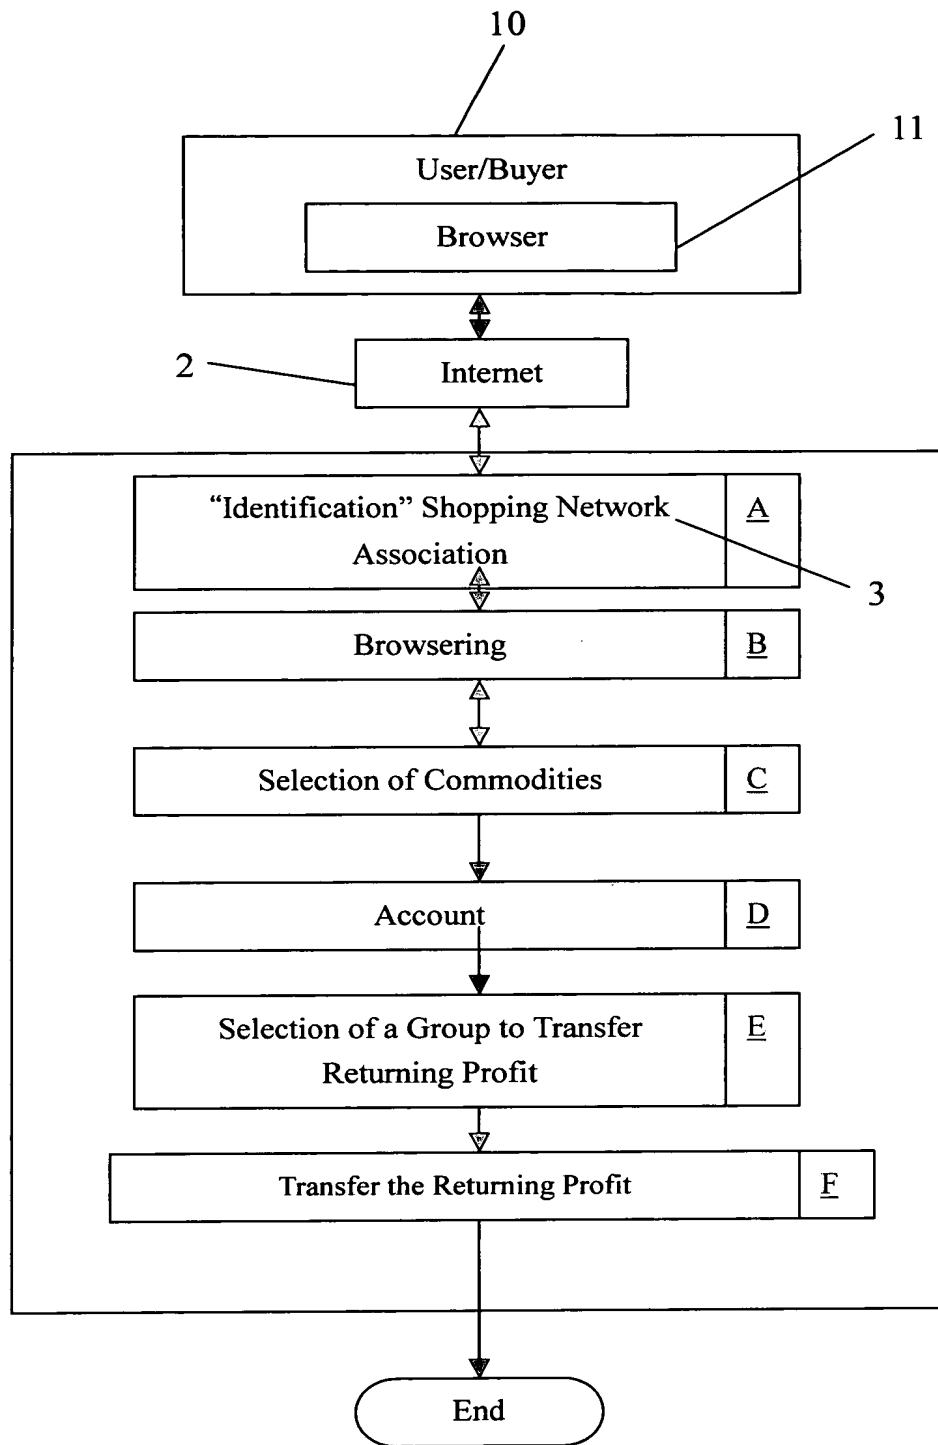 10
11
User/Buyer
Browser
2
Internet
“Identification” Shopping Network
A
Association
3
Browsering
B
Selection of Commodities
C
Account
D
Selection of a Group to Transfer
E
Returning Profit
Transfer the Returning Profit
F
End